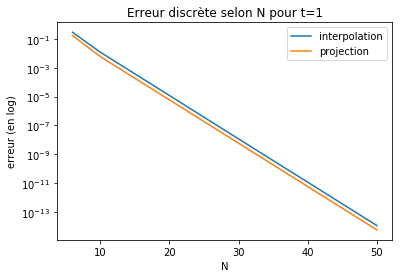 Erreur discrète selon N pour t=1
interpolation
projection
erreur (en log)
10⁻¹
10⁻³
10⁻⁵
10⁻⁷
10⁻⁹
10⁻¹¹
10⁻¹³
10 20 30 40 50
N